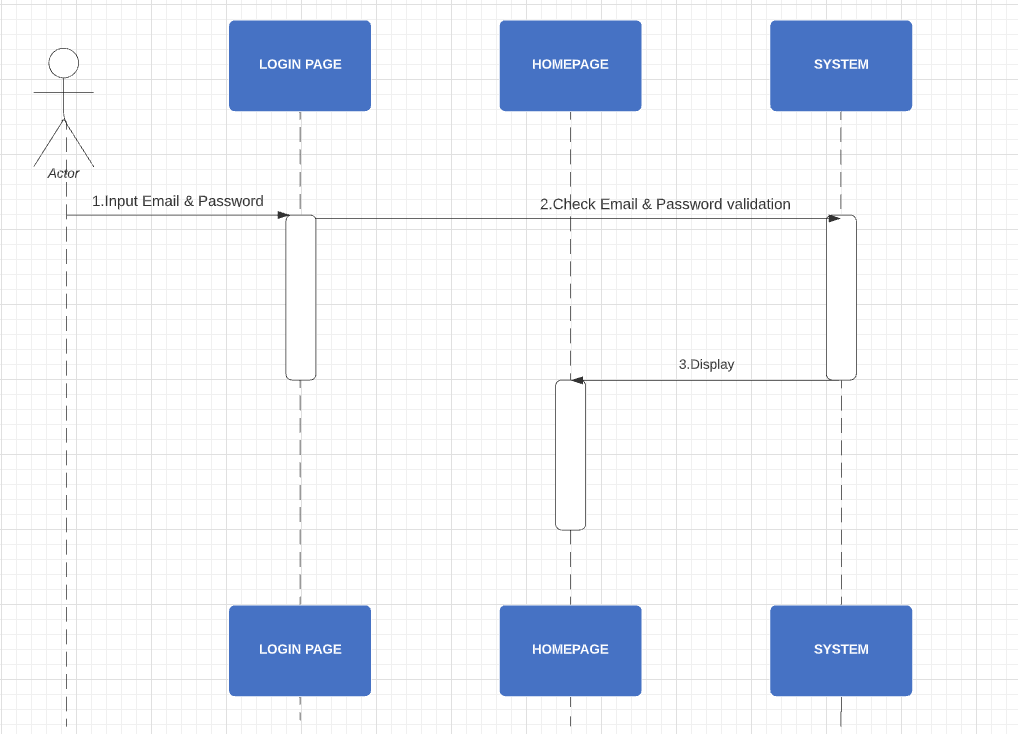 LOGIN PAGE
HOMEPAGE
SYSTEM
Actor
1.Input Email & Password
2.Check Email & Password validation
3.Display
LOGIN PAGE
HOMEPAGE
SYSTEM